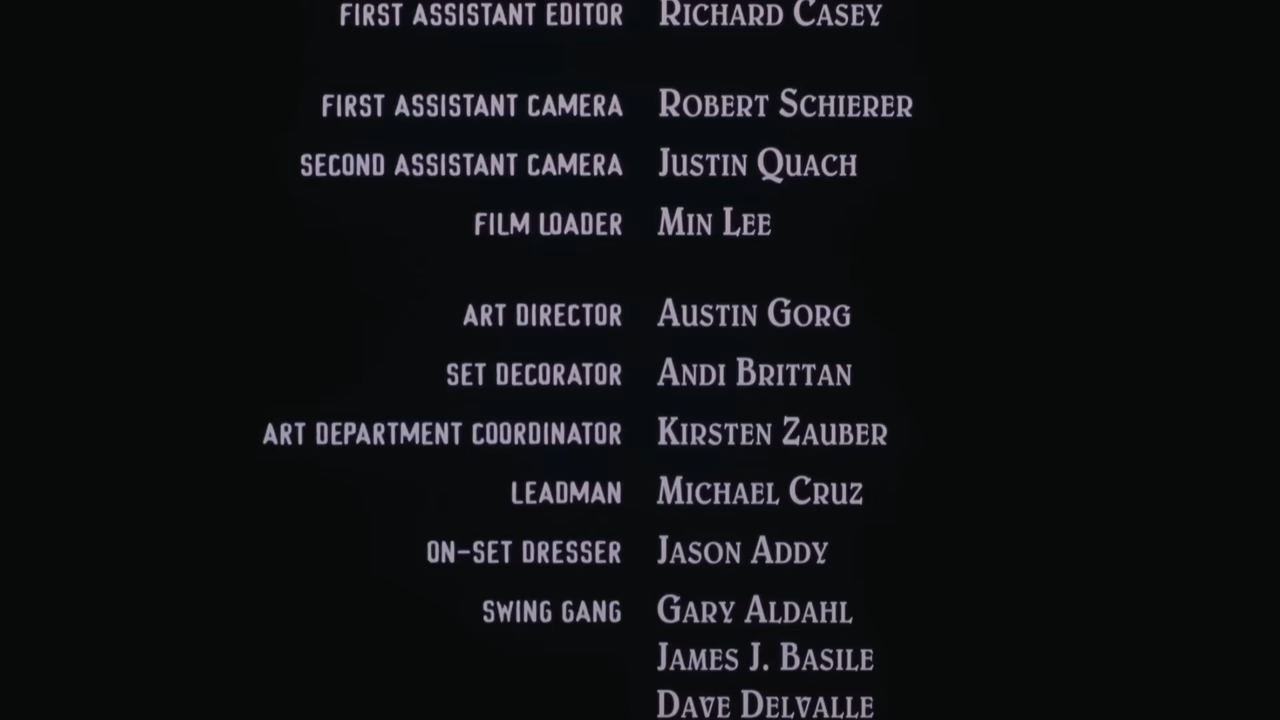 FIRST ASSISTANT EDITOR RICHARD CASEY
FIRST ASSISTANT CAMERA ROBERT SCHIERER
SECOND ASSISTANT CAMERA JUSTIN QUACH
FILM LOADER MIN LEE
ART DIRECTOR AUSTIN GORG
SET DECORATOR ANDI BRITTAN
ART DEPARTMENT COORDINATOR KIRSTEN ZAUBER
LEADMAN MICHAEL CRUZ
ON-SET DRESSER JASON ADDY
SWING GANG GARY ALDAHL
JAMES J. BASILE
DAVE DELVALLE